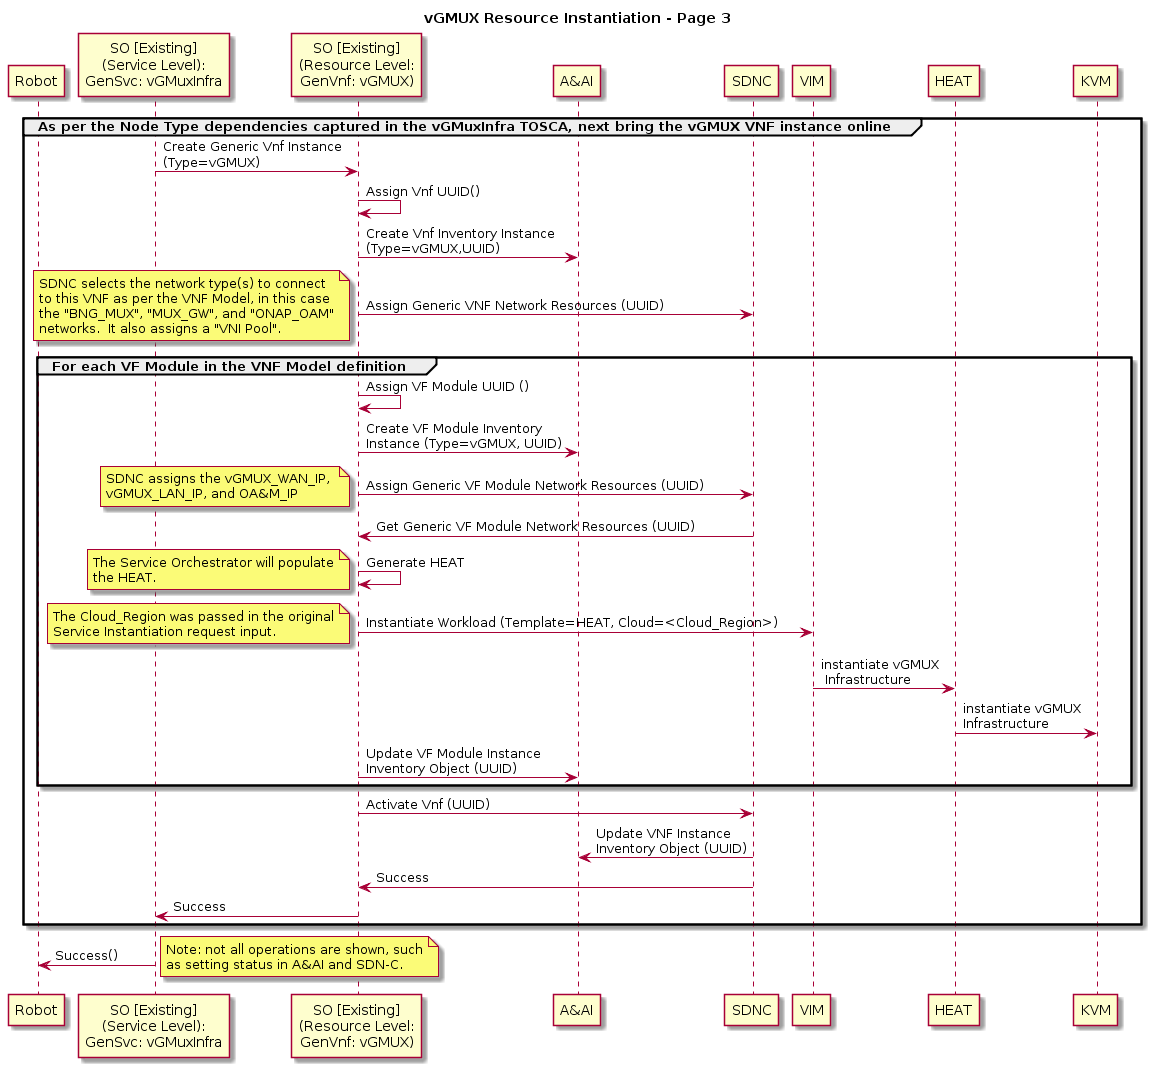 vGMUX Resource Instantiation - Page 3
Robot
SO [Existing]
(Service Level):
GenSvc: vGMuxInfra
SO [Existing]
(Resource Level:
GenVnf: vGMUX)
A&AI
SDNC
VIM
HEAT
KVM
As per the Node Type dependencies captured in the vGMuxInfra TOSCA, next bring the vGMUX VNF instance online
Create Generic Vnf Instance
(Type=vGMUX)
Assign Vnf UUID()
Create Vnf Inventory Instance
(Type=vGMUX,UUID)
SDNC selects the network type(s) to connect
to this VNF as per the VNF Model, in this case
the "BNG_MUX", "MUX_GW", and "ONAP_OAM"
networks.  It also assigns a "VNI Pool".
Assign Generic VNF Network Resources (UUID)
For each VF Module in the VNF Model definition
Assign VF Module UUID ()
Create VF Module Inventory
Instance (Type=vGMUX, UUID)
SDNC assigns the vGMUX_WAN_IP,
vGMUX_LAN_IP, and OA&M_IP
Assign Generic VF Module Network Resources (UUID)
Get Generic VF Module Network Resources (UUID)
The Service Orchestrator will populate
the HEAT.
Generate HEAT
The Cloud_Region was passed in the original
Service Instantiation request input.
Instantiate Workload (Template=HEAT, Cloud=<Cloud_Region>)
instantiate vGMUX
Infrastructure
instantiate vGMUX
Infrastructure
Update VF Module Instance
Inventory Object (UUID)
Activate Vnf (UUID)
Update VNF Instance
Inventory Object (UUID)
Success
Success
Success()
Note: not all operations are shown, such
as setting status in A&AI and SDN-C.
Robot
SO [Existing]
(Service Level):
GenSvc: vGMuxInfra
SO [Existing]
(Resource Level:
GenVnf: vGMUX)
A&AI
SDNC
VIM
HEAT
KVM